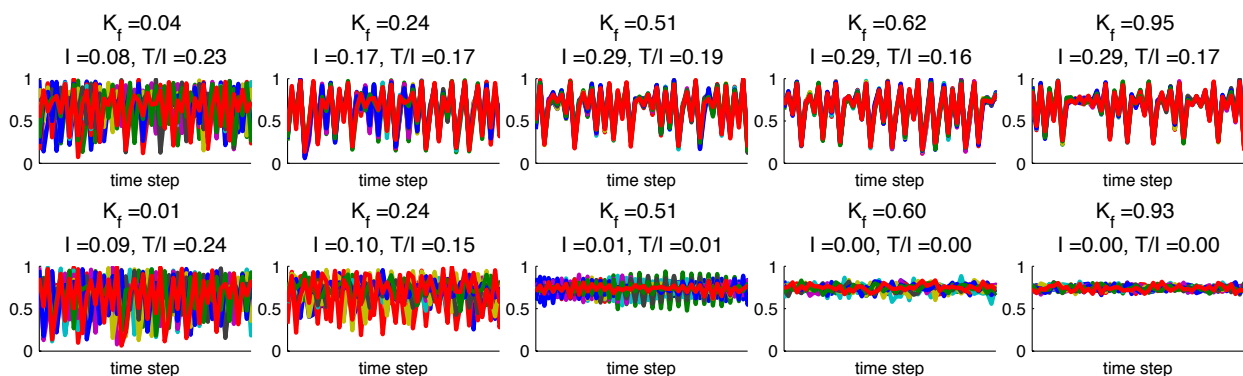 K_f =0.04 K_f =0.24 K_f =0.51 K_f =0.62 K_f =0.95
I =0.08, T/I =0.23 I =0.17, T/I =0.17 I =0.29, T/I =0.19 I =0.29, T/I =0.16 I =0.29, T/I =0.17
1 1 1 1 1
0.5 0.5 0.5 0.5 0.5
0 0 0 0 0
time step time step time step time step time step
K_f =0.01 K_f =0.24 K_f =0.51 K_f =0.60 K_f =0.93
I =0.09, T/I =0.24 I =0.10, T/I =0.15 I =0.01, T/I =0.01 I =0.00, T/I =0.00 I =0.00, T/I =0.00
1 1 1 1 1
0.5 0.5 0.5 0.5 0.5
0 0 0 0 0
time step time step time step time step time step